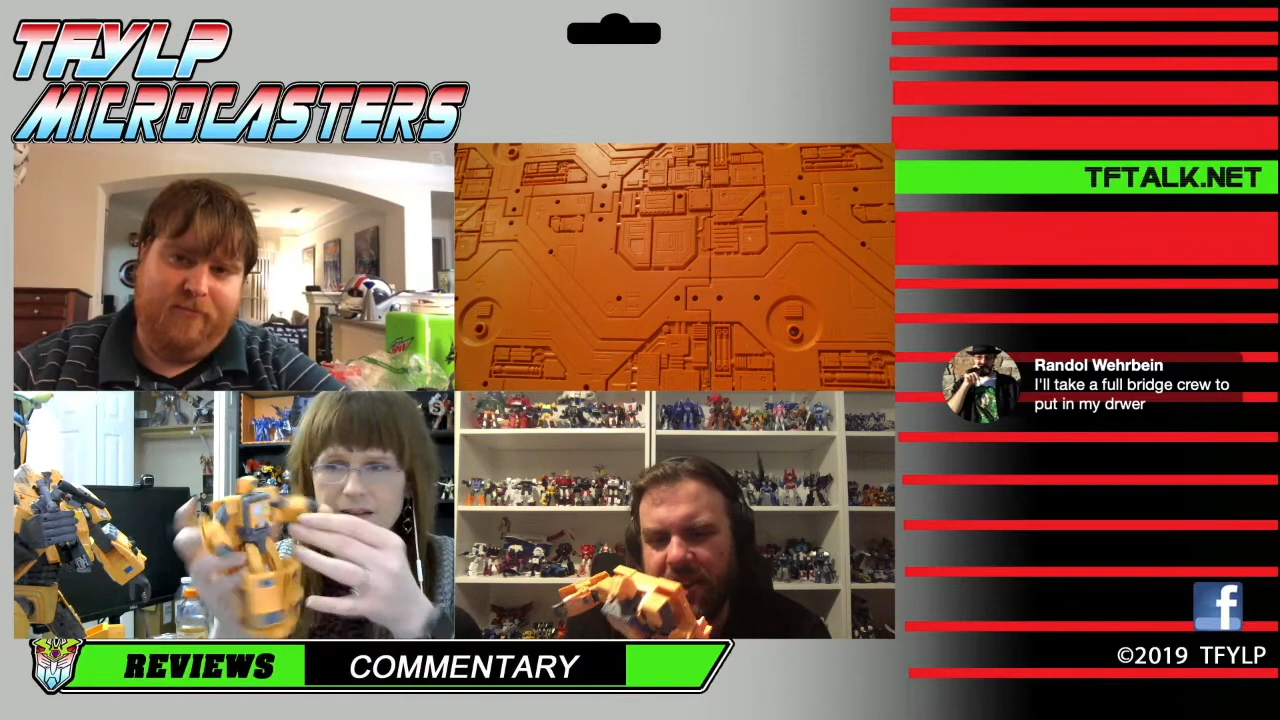 TFYLP
MICROCASTERS
TFTALK.NET
Randol Wehrbein
I'll take a full bridge crew to
put in my drwer
f
©2019 TFYLP
REVIEWS
COMMENTARY